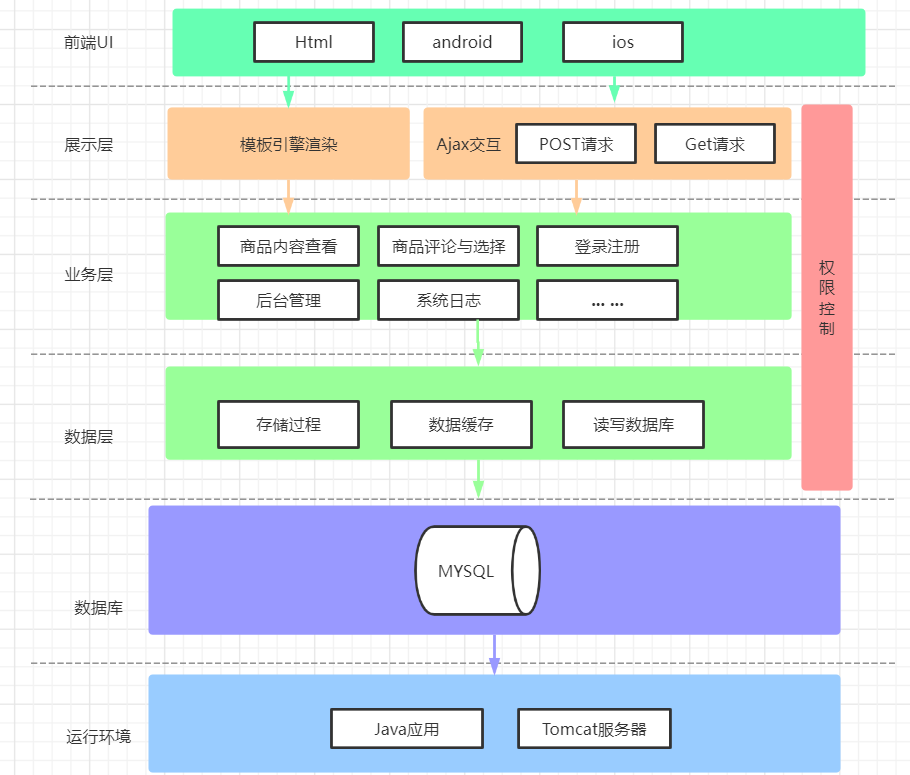 前端UI
Html
android
ios
展示层
模板引擎渲染
Ajax交互
POST请求
Get请求
业务层
商品内容查看
商品评论与选择
登录注册
后台管理
系统日志
... ...
权
限
控
制
数据层
存储过程
数据缓存
读写数据库
数据库
MYSQL
运行环境
Java应用
Tomcat服务器